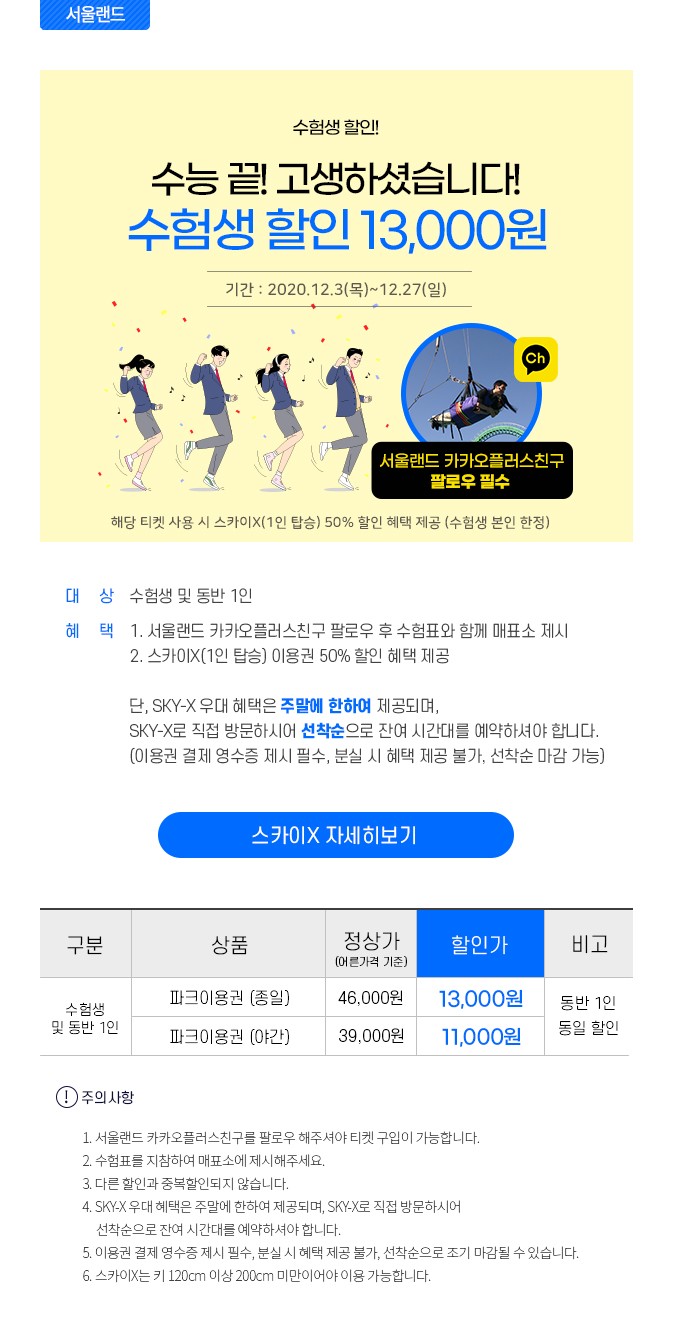 서울랜드
수험생 할인!
수능 끝! 고생하셨습니다!
수험생 할인 13,000원
기간 : 2020.12.3(목)~12.27(일)
Ch
서울랜드 카카오플러스친구
팔로우 필수
해당 티켓 사용 시 스카이X(1인 탑승) 50% 할인 혜택 제공 (수험생 본인 한정)
대 상 수험생 및 동반 1인
혜 택 1. 서울랜드 카카오플러스친구 팔로우 후 수험표와 함께 매표소 제시
2. 스카이X(1인 탑승) 이용권 50% 할인 혜택 제공
단, SKY-X 우대 혜택은 주말에 한하여 제공되며,
SKY-X로 직접 방문하시어 선착순으로 잔여 시간대를 예약하셔야 합니다.
(이용권 결제 영수증 제시 필수, 분실 시 혜택 제공 불가, 선착순 마감 가능)
스카이X 자세히보기
구분 상품 정상가 할인가 비고
(어른가격 기준)
수험생
및 동반 1인
파크이용권 (종일) 46,000원 13,000원
파크이용권 (야간) 39,000원 11,000원
동반 1인
동일 할인
! 주의사항
1. 서울랜드 카카오플러스친구를 팔로우 해주셔야 티켓 구입이 가능합니다.
2. 수험표를 지참하여 매표소에 제시해주세요.
3. 다른 할인과 중복할인되지 않습니다.
4. SKY-X 우대 혜택은 주말에 한하여 제공되며, SKY-X로 직접 방문하시어
선착순으로 잔여 시간대를 예약하셔야 합니다.
5. 이용권 결제 영수증 제시 필수, 분실 시 혜택 제공 불가, 선착순으로 조기 마감될 수 있습니다.
6. 스카이X는 키 120cm 이상 200cm 미만이어야 이용 가능합니다.